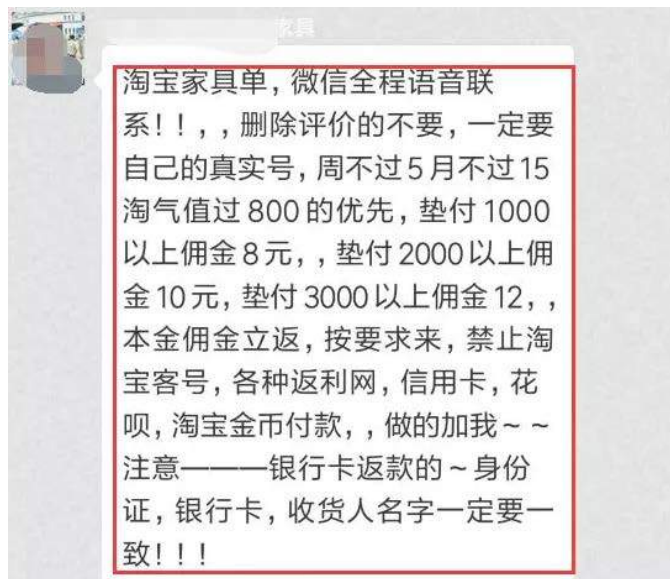 家具
淘宝家具单,微信全程语音联
系!!,,删除评价的不要,一定要
自己的真实号,周不过5月不过15
淘气值过800的优先,垫付1000
以上佣金8元,,垫付2000以上佣
金10元,垫付3000以上佣金12,,
本金佣金立返,按要求来,禁止淘
宝客号,各种返利网,信用卡,花
呗,淘宝金币付款,,做的加我~~
注意———银行卡返款的~身份
证,银行卡,收货人名字一定要一
致!!!